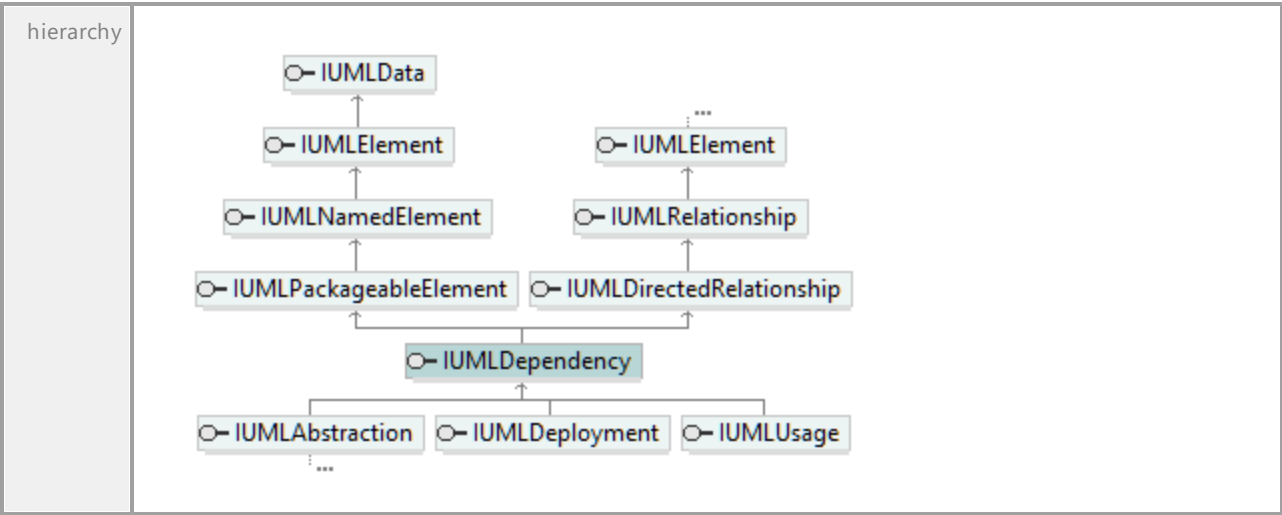 hierarchy
IUMLData
...
IUMLElement
IUMLElement
IUMLNamedElement
IUMLRelationship
IUMLPackageableElement
IUMLDirectedRelationship
IUMLDependency
IUMLAbstraction
IUMLDeployment
IUMLUsage
...